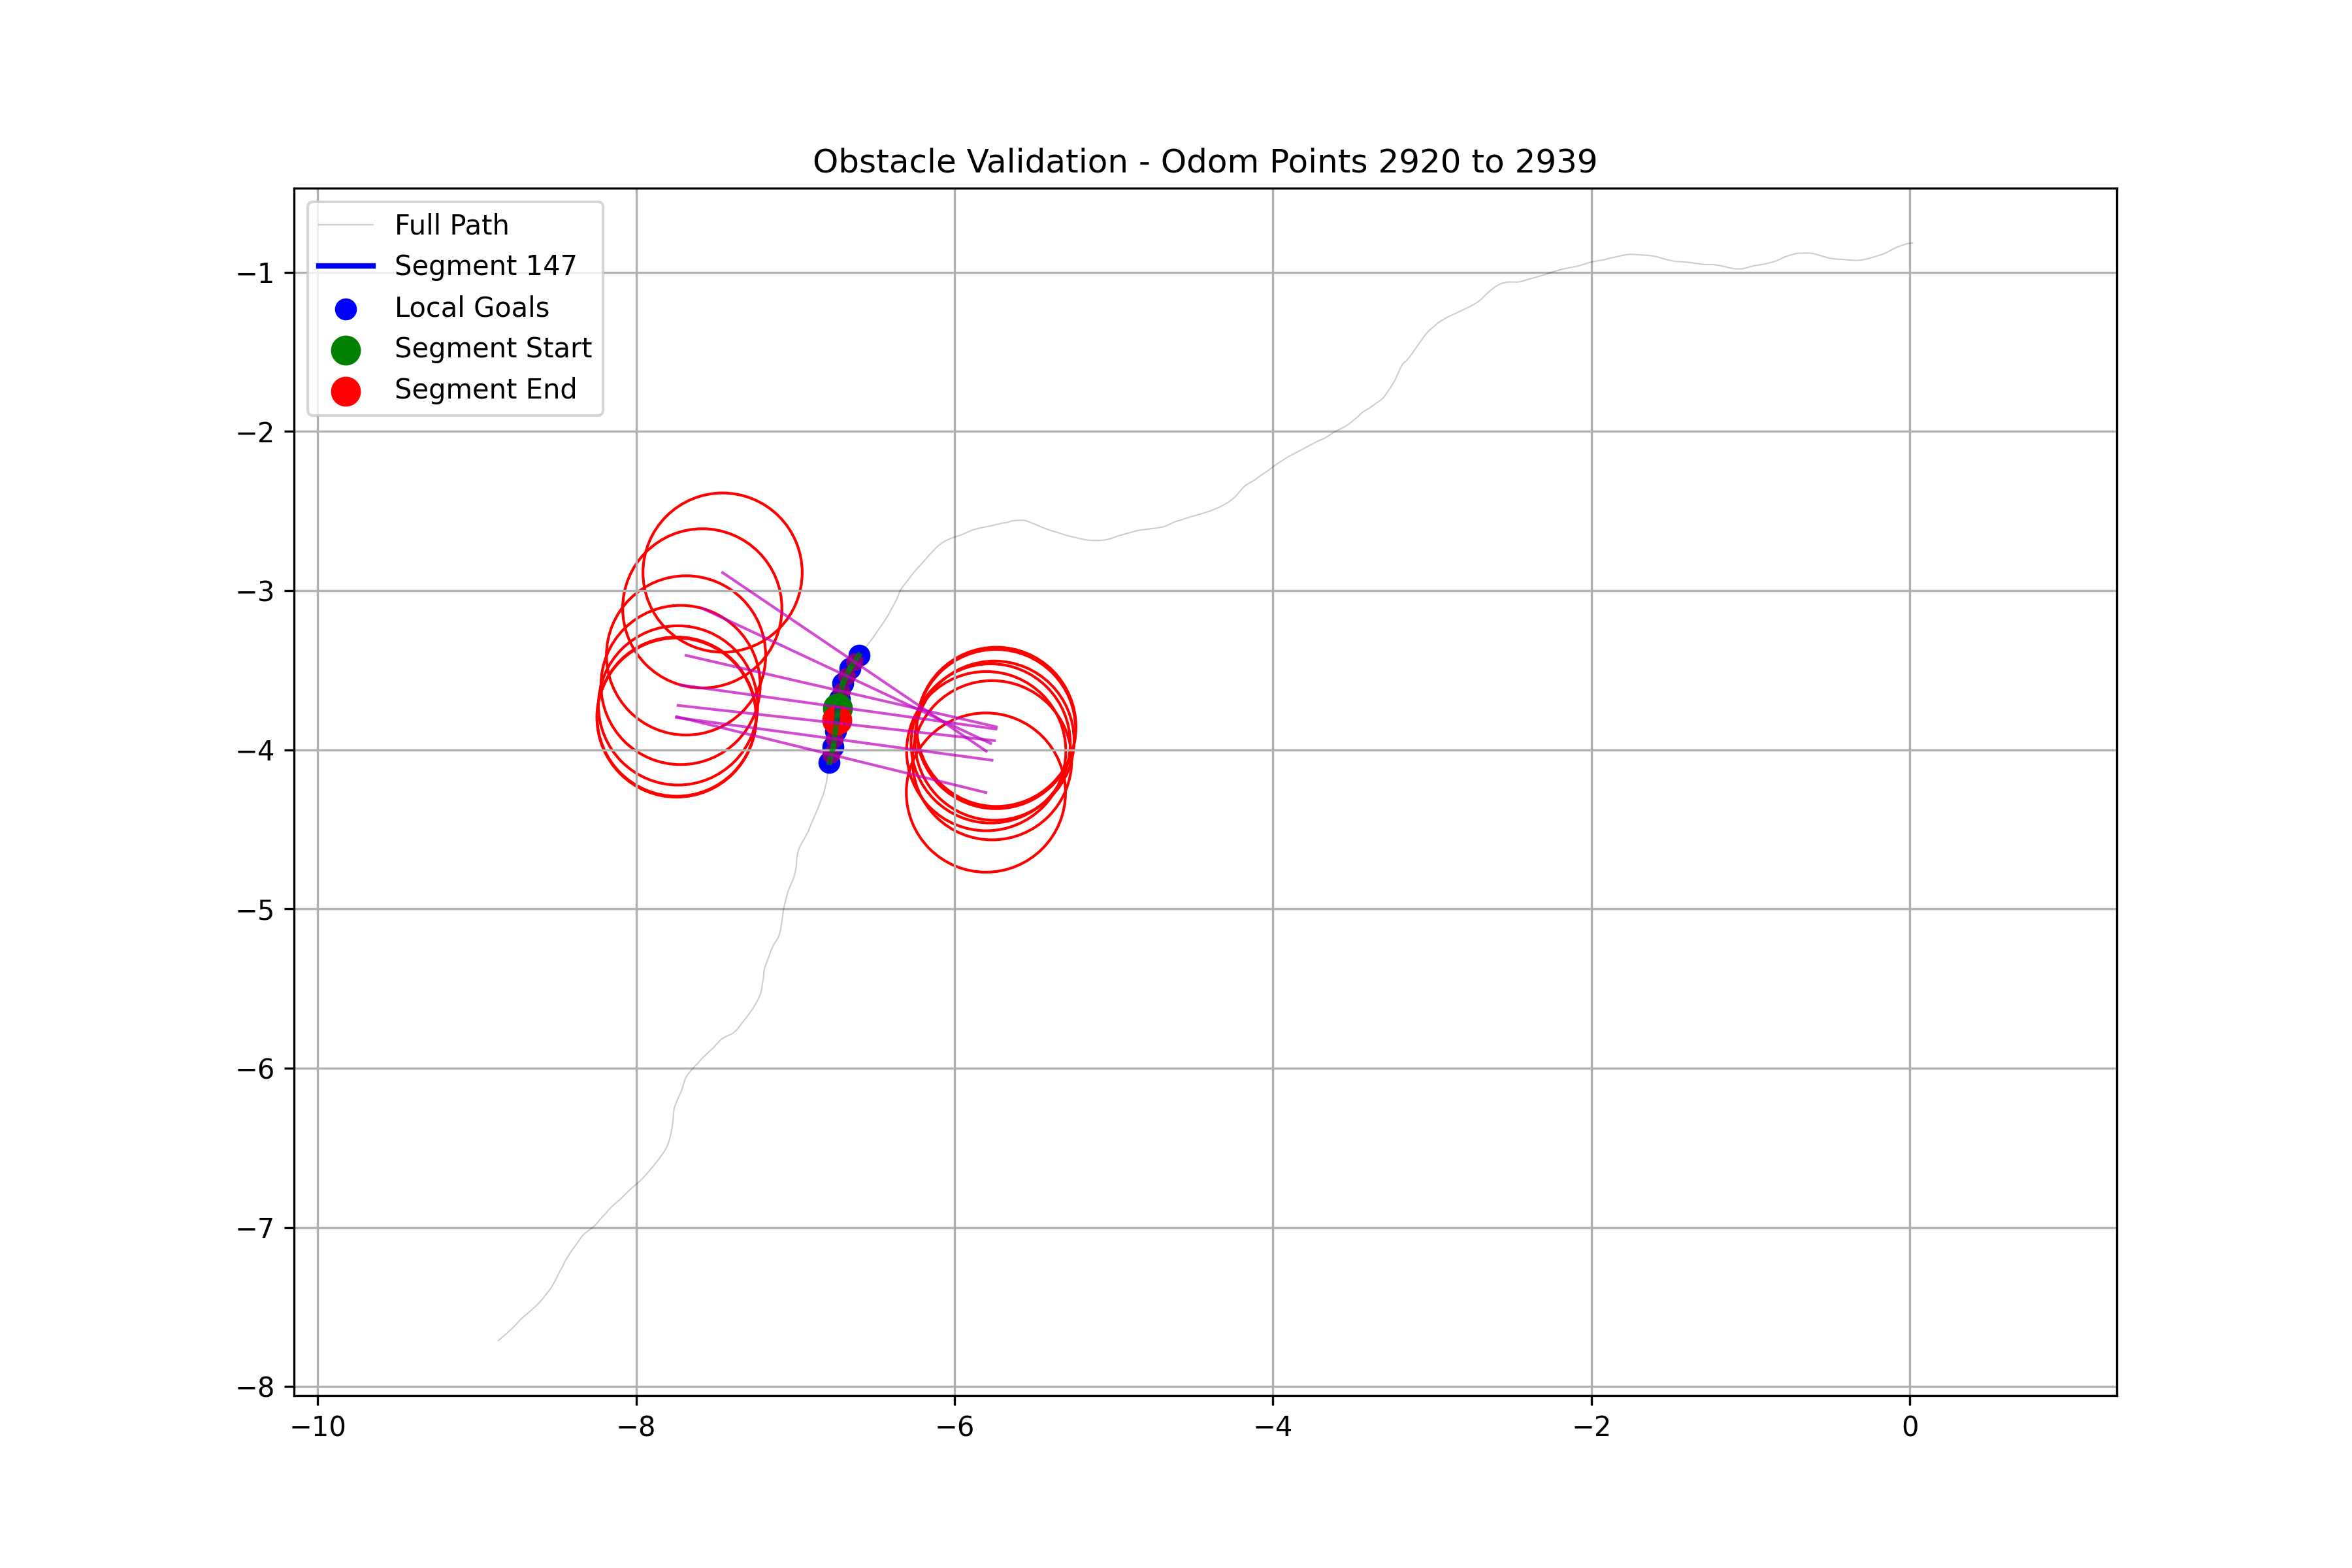 Obstacle Validation - Odom Points 2920 to 2939
Full Path
Segment 147
Local Goals
Segment Start
Segment End
−1
−2
−3
−4
−5
−6
−7
−8
−10
−8
−6
−4
−2
0